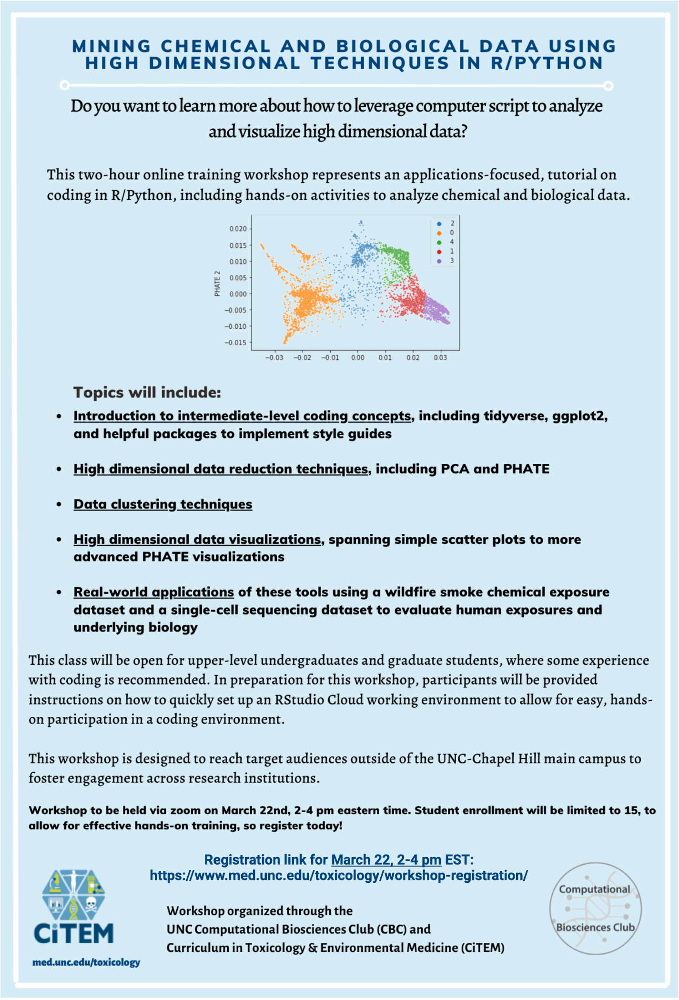 MINING CHEMICAL AND BIOLOGICAL DATA USING
HIGH DIMENSIONAL TECHNIQUES IN R/PYTHON
Do you want to learn more about how to leverage computer script to analyze
and visualize high dimensional data?
This two-hour online training workshop represents an applications-focused, tutorial on
coding in R/Python, including hands-on activities to analyze chemical and biological data.
PHATE 2
0.020
0.015
0.010
0.005
0.000
−0.005
−0.010
−0.015
−0.03 −0.02 −0.01 0.00 0.01 0.02 0.03
2
0
4
1
3
Topics will include:
• Introduction to intermediate-level coding concepts, including tidyverse, ggplot2,
and helpful packages to implement style guides
• High dimensional data reduction techniques, including PCA and PHATE
• Data clustering techniques
• High dimensional data visualizations, spanning simple scatter plots to more
advanced PHATE visualizations
• Real-world applications of these tools using a wildfire smoke chemical exposure
dataset and a single-cell sequencing dataset to evaluate human exposures and
underlying biology
This class will be open for upper-level undergraduates and graduate students, where some experience
with coding is recommended. In preparation for this workshop, participants will be provided
instructions on how to quickly set up an RStudio Cloud working environment to allow for easy, hands-
on participation in a coding environment.
This workshop is designed to reach target audiences outside of the UNC-Chapel Hill main campus to
foster engagement across research institutions.
Workshop to be held via zoom on March 22nd, 2-4 pm eastern time. Student enrollment will be limited to 15, to
allow for effective hands-on training, so register today!
Registration link for March 22, 2-4 pm EST:
https://www.med.unc.edu/toxicology/workshop-registration/
CiTEM
med.unc.edu/toxicology
Workshop organized through the
UNC Computational Biosciences Club (CBC) and
Curriculum in Toxicology & Environmental Medicine (CiTEM)
Computational
Biosciences Club